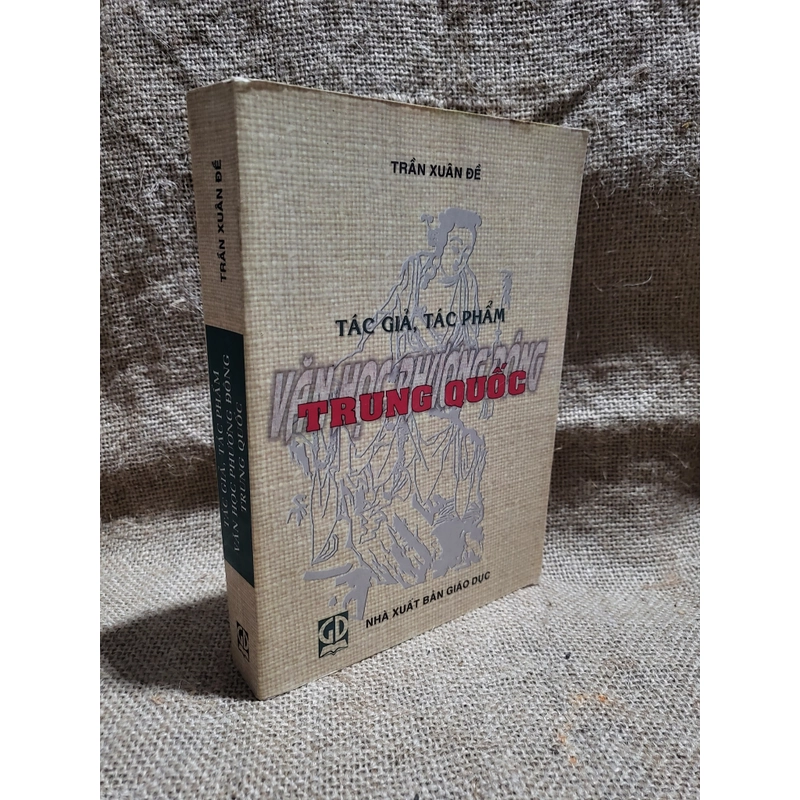 TRẦN XUÂN ĐỀ
TÁC GIẢ, TÁC PHẨM
VĂN HỌC PHƯƠNG ĐÔNG
TRUNG QUỐC
GD
NHÀ XUẤT BẢN GIÁO DỤC
TRẦN XUÂN ĐỀ
TÁC GIẢ, TÁC PHẨM
VĂN HỌC PHƯƠNG ĐÔNG
TRUNG QUỐC
GD